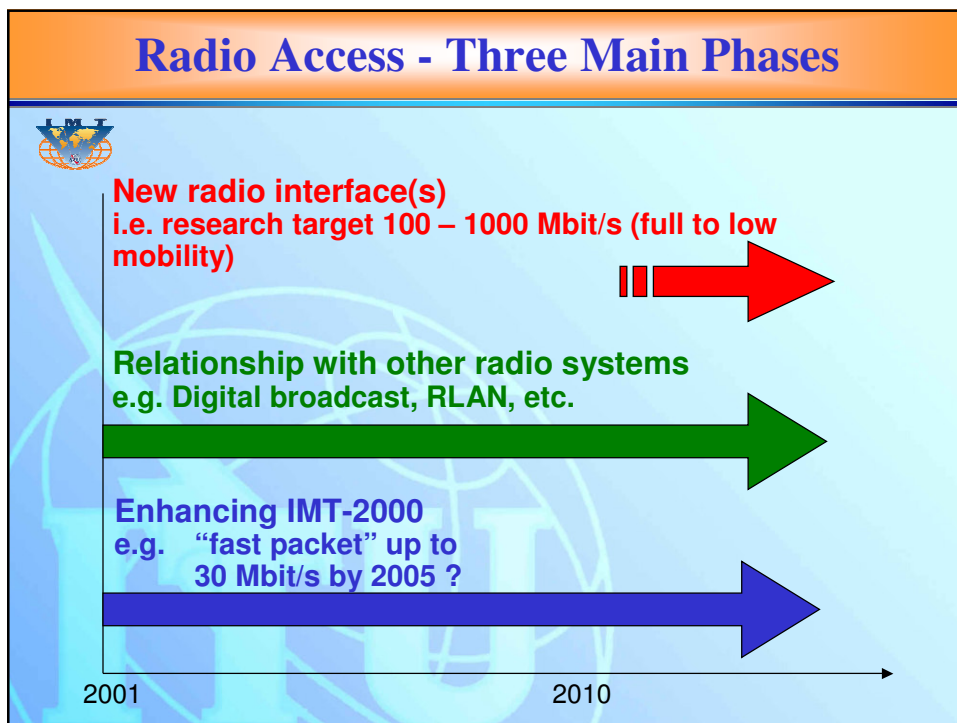 Radio Access - Three Main Phases
IMT
New radio interface(s)
i.e. research target 100 – 1000 Mbit/s (full to low
mobility)
Relationship with other radio systems
e.g. Digital broadcast, RLAN, etc.
Enhancing IMT-2000
e.g. “fast packet” up to
30 Mbit/s by 2005 ?
ITU
2001
2010